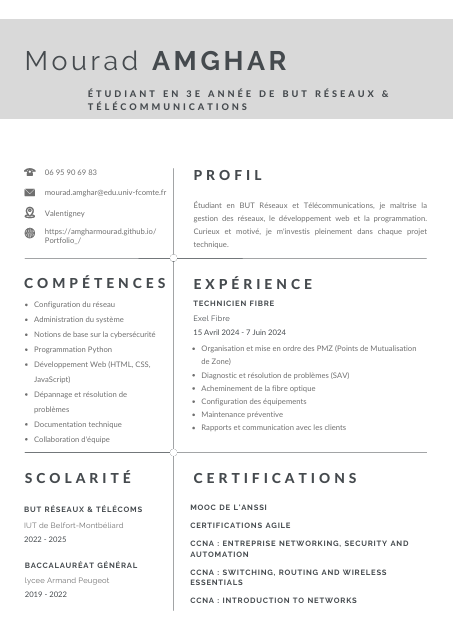 Mourad AMGHAR
ÉTUDIANT EN 3E ANNÉE DE BUT RÉSEAUX &
TÉLÉCOMMUNICATIONS
06 95 90 69 83
mourad.amghar@edu.univ-fcomte.fr
Valentigney
https://amgharmourad.github.io/
Portfolio_/
PROFIL
Étudiant en BUT Réseaux et Télécommunications, je maîtrise la
gestion des réseaux, le développement web et la programmation.
Curieux et motivé, je m'investis pleinement dans chaque projet
technique.
COMPÉTENCES
• Configuration du réseau
• Administration du système
• Notions de base sur la cybersécurité
• Programmation Python
• Développement Web (HTML, CSS,
JavaScript)
• Dépannage et résolution de
problèmes
• Documentation technique
• Collaboration d'équipe
EXPÉRIENCE
TECHNICIEN FIBRE
Exel Fibre
15 Avril 2024 - 7 Juin 2024
• Organisation et mise en ordre des PMZ (Points de Mutualisation
de Zone)
• Diagnostic et résolution de problèmes (SAV)
• Acheminement de la fibre optique
• Configuration des équipements
• Maintenance préventive
• Rapports et communication avec les clients
SCOLARITÉ
BUT RÉSEAUX & TÉLÉCOMS
IUT de Belfort-Montbéliard
2022 - 2025
BACCALAURÉAT GÉNÉRAL
lycee Armand Peugeot
2019 - 2022
CERTIFICATIONS
MOOC DE L'ANSSI
CERTIFICATIONS AGILE
CCNA : ENTREPRISE NETWORKING, SECURITY AND
AUTOMATION
CCNA : SWITCHING, ROUTING AND WIRELESS
ESSENTIALS
CCNA : INTRODUCTION TO NETWORKS